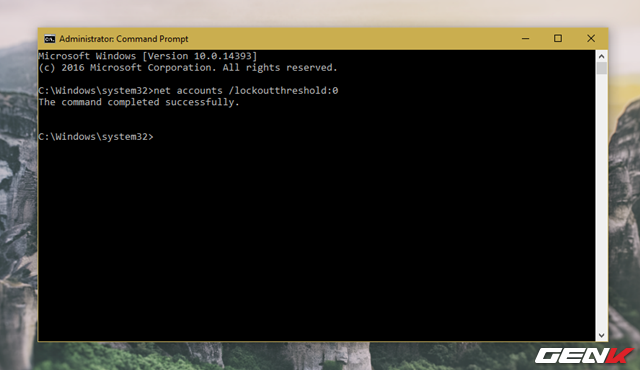 Administrator: Command Prompt
Microsoft Windows [Version 10.0.14393]
(c) 2016 Microsoft Corporation. All rights reserved.
C:\Windows\system32>net accounts /lockoutthreshold:0
The command completed successfully.
C:\Windows\system32>
GENK